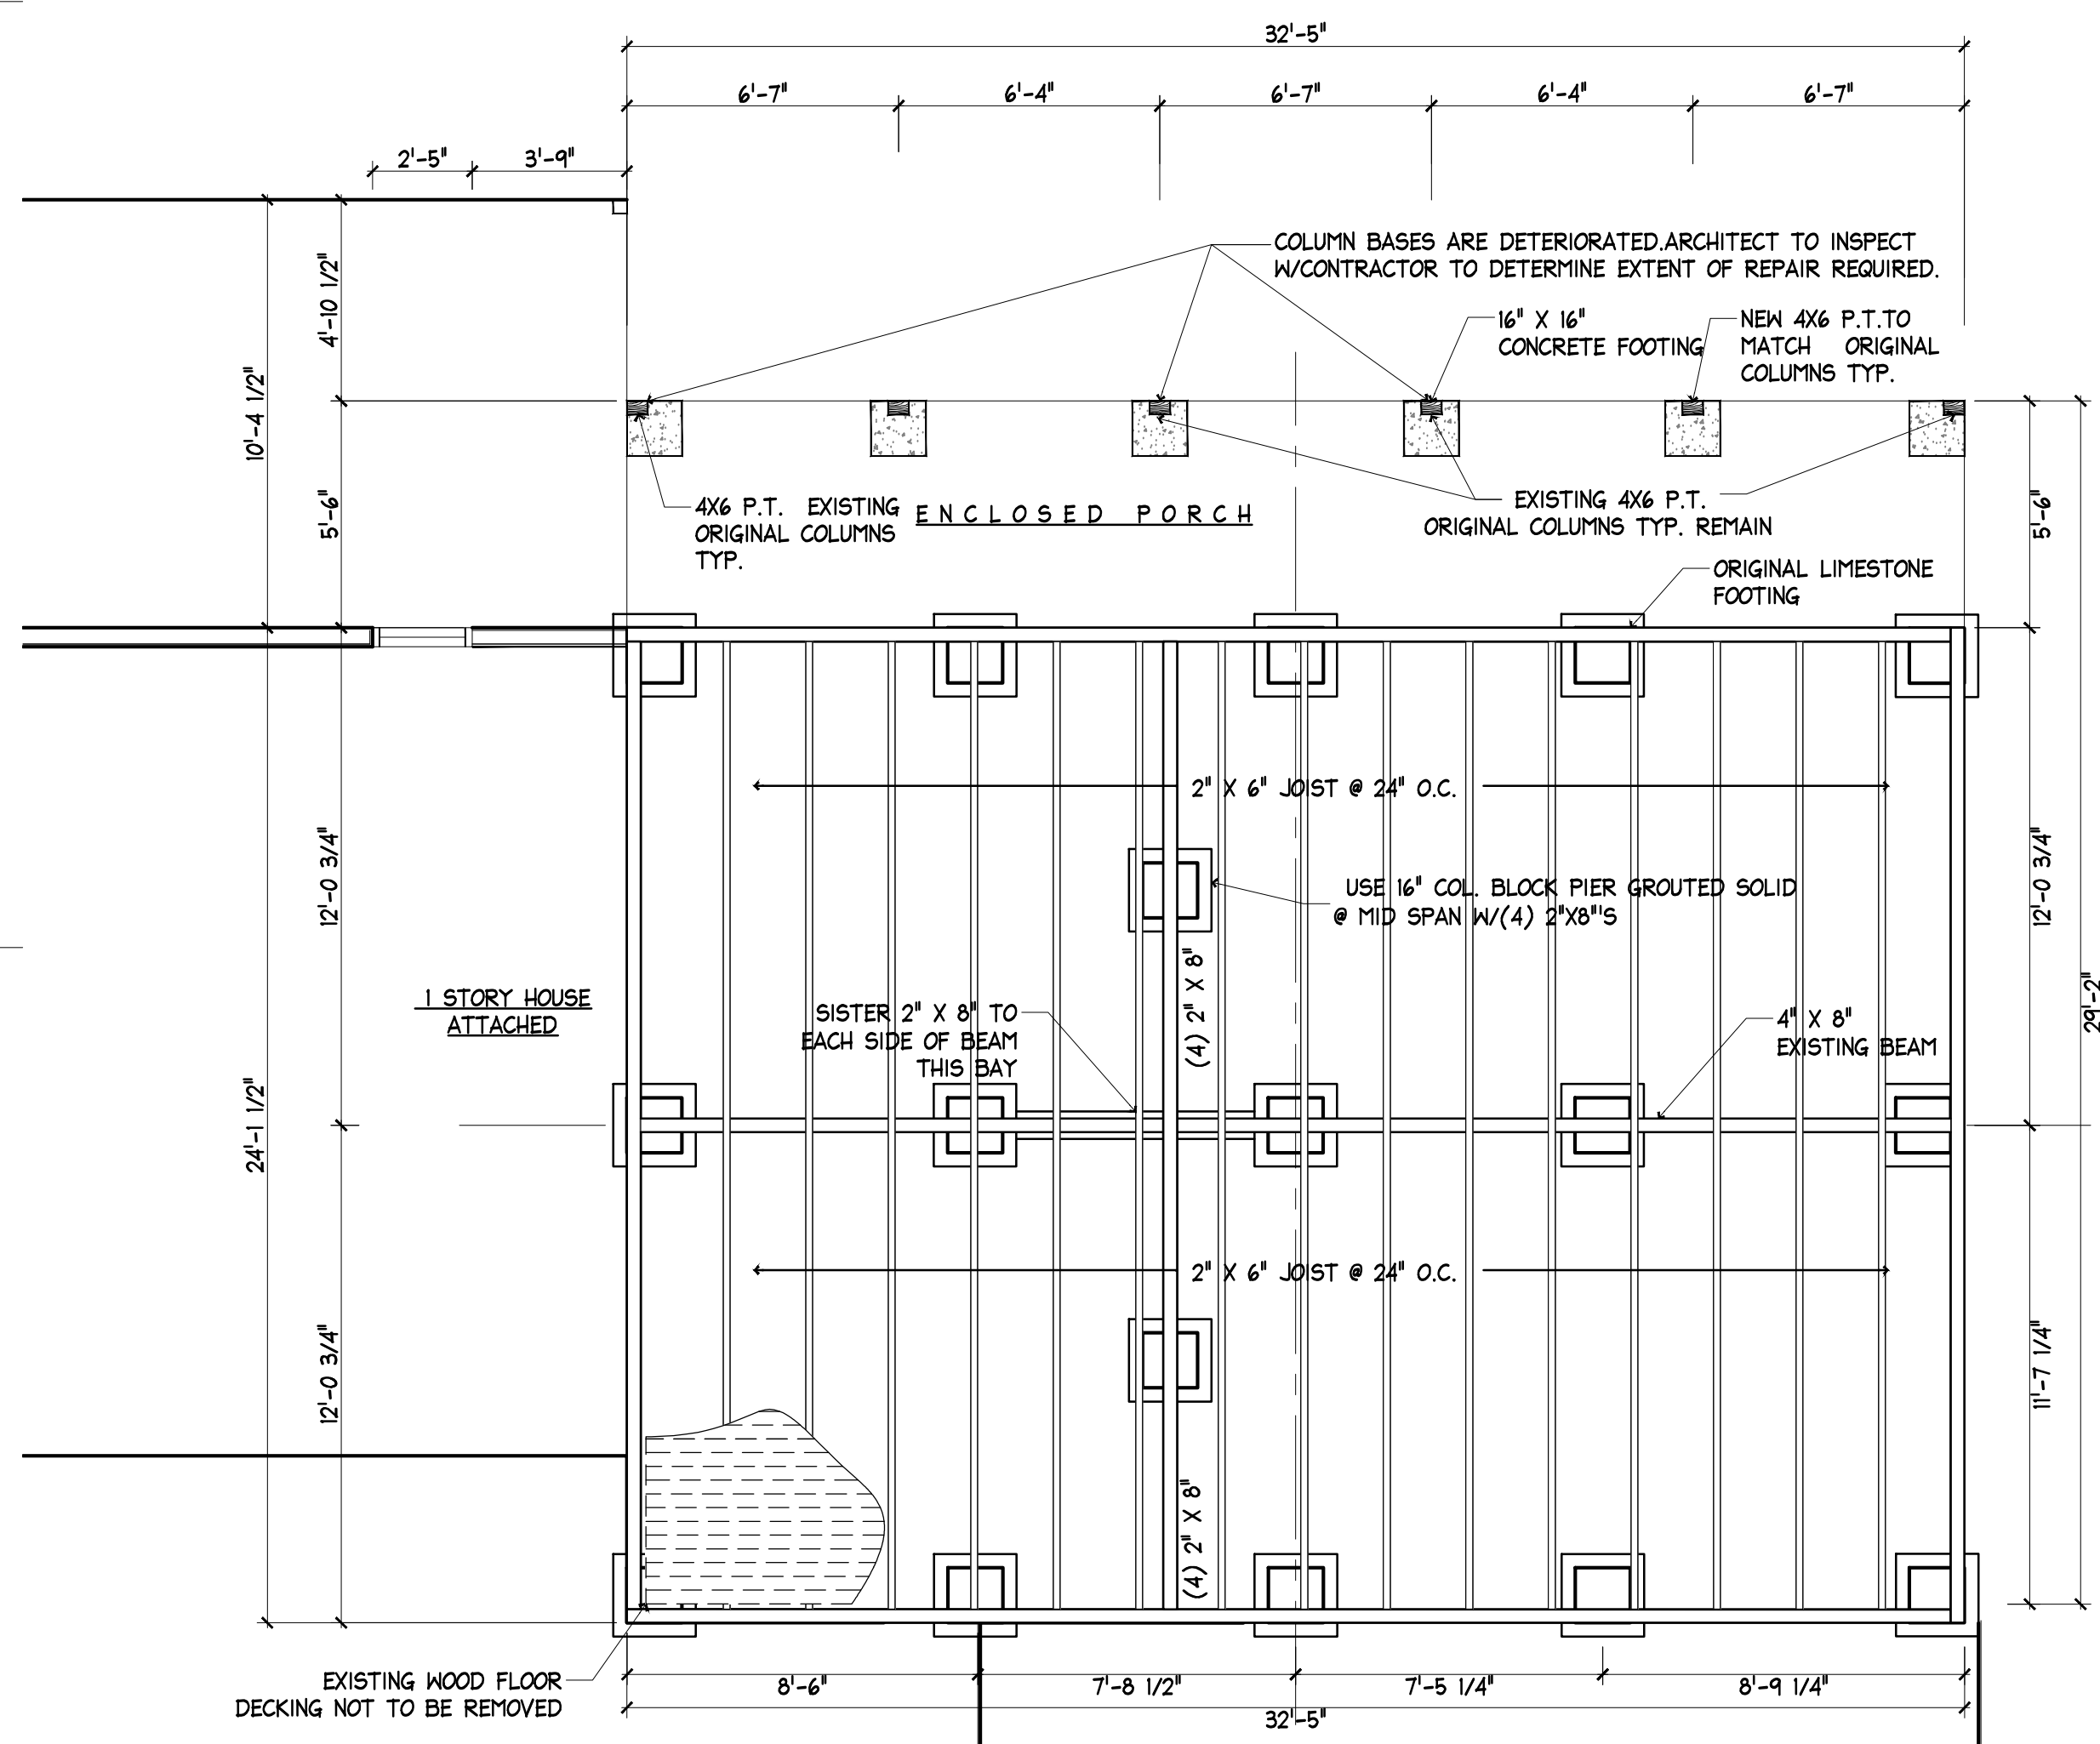 32'-5"
6'-7"
6'-4"
6'-7"
6'-4"
6'-7"
2'-5"
3'-9"
COLUMN BASES ARE DETERIORATED.ARCHITECT TO INSPECT
W/CONTRACTOR TO DETERMINE EXTENT OF REPAIR REQUIRED.
4'-10 1/2"
10'-4 1/2"
5'-6"
16" X 16"
CONCRETE FOOTING
NEW 4X6 P.T.TO
MATCH ORIGINAL
COLUMNS TYP.
4X6 P.T. EXISTING
ORIGINAL COLUMNS
TYP.
ENCLOSED PORCH
EXISTING 4X6 P.T.
ORIGINAL COLUMNS TYP. REMAIN
5'-6"
ORIGINAL LIMESTONE
FOOTING
2" X 6" JOIST @ 24" O.C.
12'-0 3/4"
USE 16" COL. BLOCK PIER GROUTED SOLID
@ MID SPAN W/(4) 2"X8"'S
12'-0 3/4"
1 STORY HOUSE
ATTACHED
SISTER 2" X 8" TO
EACH SIDE OF BEAM
THIS BAY
(4) 2" X 8"
4" X 8"
EXISTING BEAM
29'-2"
24'-1 1/2"
2" X 6" JOIST @ 24" O.C.
12'-0 3/4"
11'-7 1/4"
(4) 2" X 8"
EXISTING WOOD FLOOR
DECKING NOT TO BE REMOVED
8'-6"
7'-8 1/2"
7'-5 1/4"
8'-9 1/4"
32'-5"